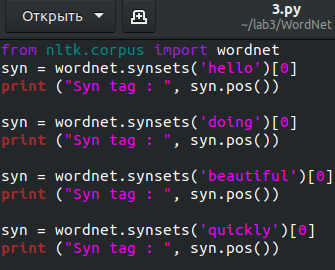 Открыть
3.py
~/lab3/WordNet
from nltk.corpus import wordnet
syn = wordnet.synsets('hello')[0]
print ("Syn tag : ", syn.pos())
syn = wordnet.synsets('doing')[0]
print ("Syn tag : ", syn.pos())
syn = wordnet.synsets('beautiful')[0]
print ("Syn tag : ", syn.pos())
syn = wordnet.synsets('quickly')[0]
print ("Syn tag : ", syn.pos())